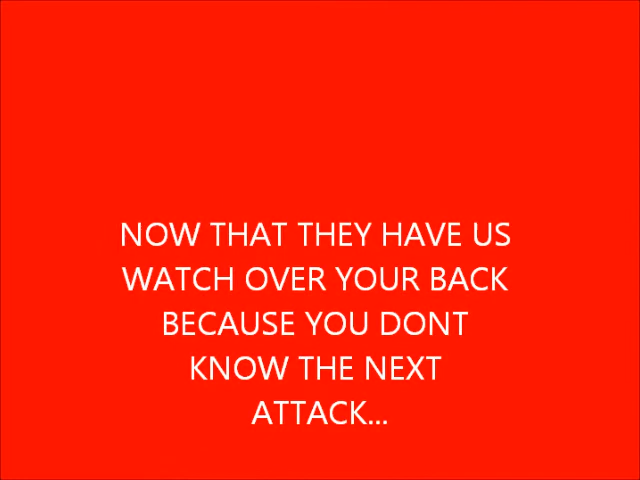 NOW THAT THEY HAVE US
WATCH OVER YOUR BACK
BECAUSE YOU DONT
KNOW THE NEXT
ATTACK...